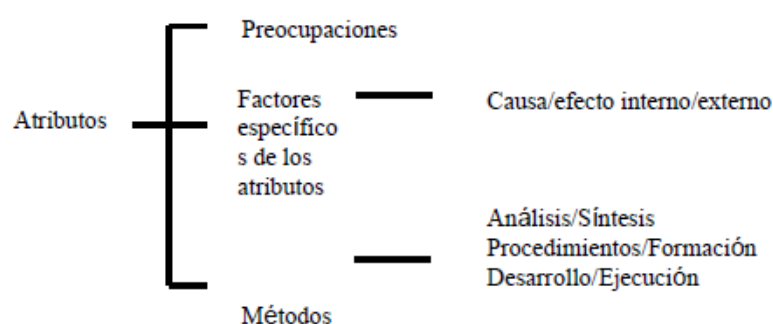 Preocupaciones
Atributos
Factores
específico
s de los
atributos
Causa/efecto interno/externo
Análisis/Síntesis
Procedimientos/Formación
Desarrollo/Ejecución
Métodos